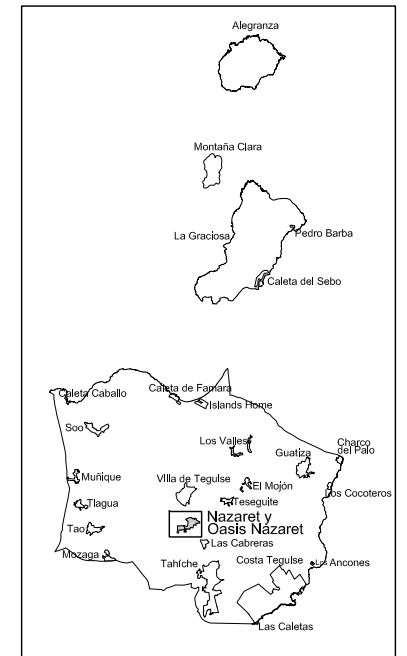 Alegranza
Montaña Clara
La Graciosa
Pedro Barba
Caleta del Sebo
Caleta Caballo
Caleta de Famara
Islands Home
Soo
Los Valles
Guatiza
Charco
del Palo
Muñique
VIlla de Tegulse
El Mojón
Los Cocoteros
Tlagua
Teseguite
Nazaret y
Oasis Nazaret
Tao
Las Cabreras
Mozaga
Tahíche
Costa Tegulse
Los Ancones
Las Caletas